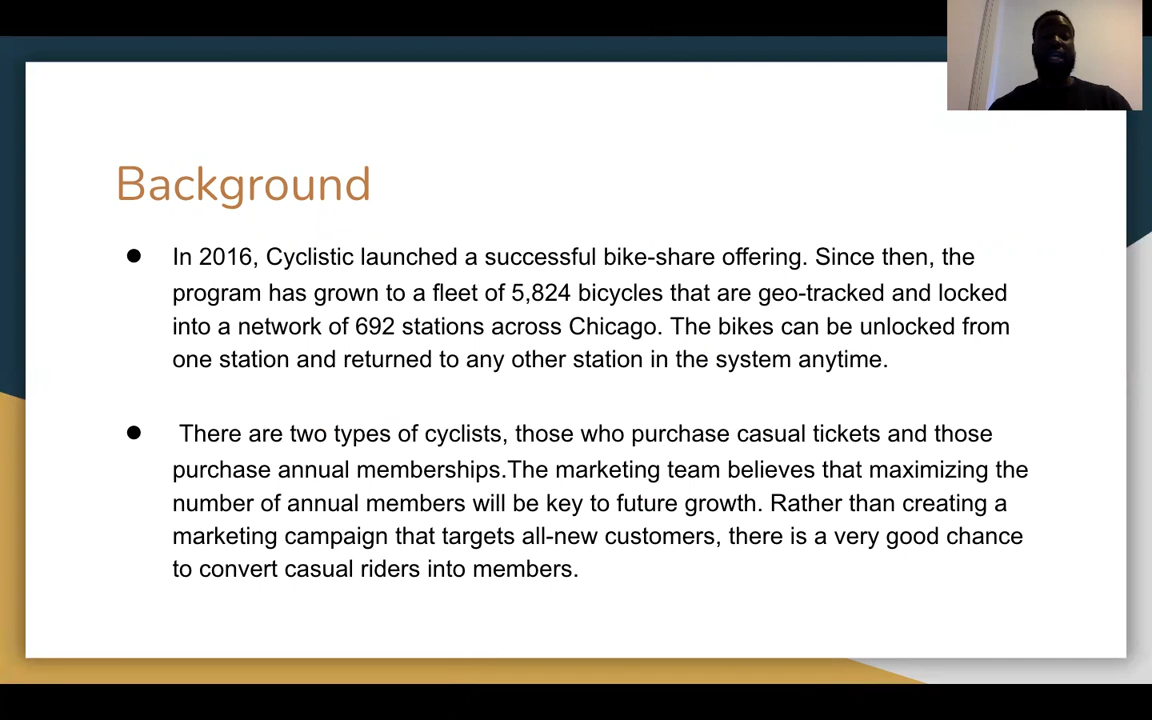 Background
● In 2016, Cyclistic launched a successful bike-share offering. Since then, the
program has grown to a fleet of 5,824 bicycles that are geo-tracked and locked
into a network of 692 stations across Chicago. The bikes can be unlocked from
one station and returned to any other station in the system anytime.
● There are two types of cyclists, those who purchase casual tickets and those
purchase annual memberships.The marketing team believes that maximizing the
number of annual members will be key to future growth. Rather than creating a
marketing campaign that targets all-new customers, there is a very good chance
to convert casual riders into members.